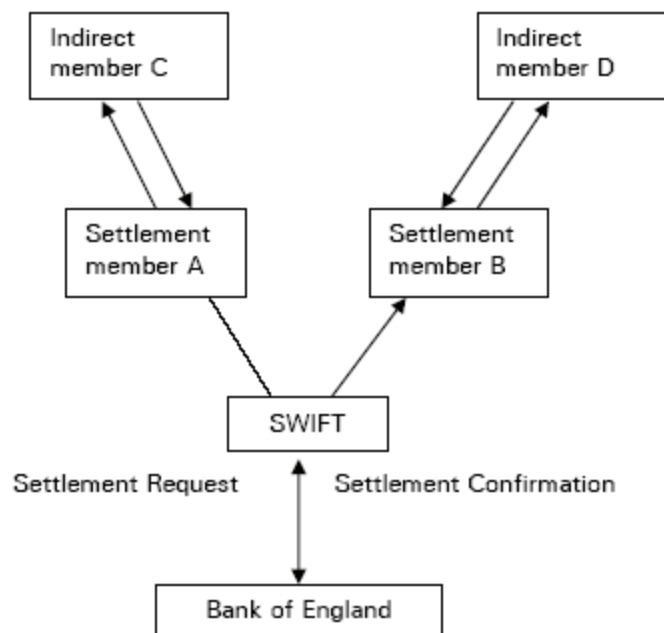 Indirect
member C
Indirect
member D
Settlement
member A
Settlement
member B
SWIFT
Settlement Request
Settlement Confirmation
Bank of England